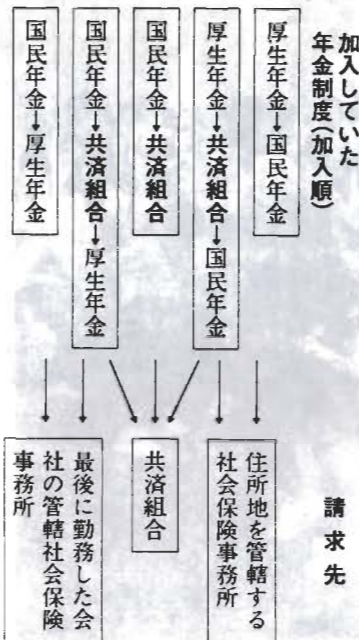 加入していた
年金制度(加入順)
厚生年金→国民年金
厚生年金→共済組合→国民年金
国民年金→共済組合
国民年金→共済組合→厚生年金
国民年金→厚生年金
請求先
住所地を管轄する
社会保険事務所
共済組合
最後に勤務した会
社の管轄社会保険
事務所